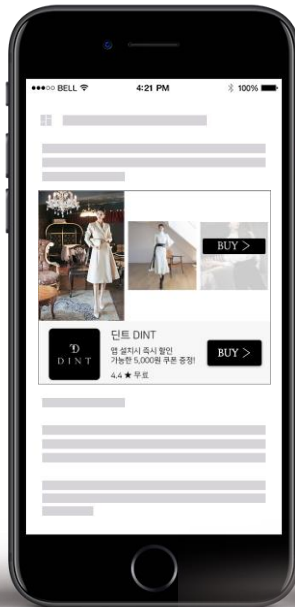 BELL 4:21 PM 100%
BUY >
딘트 DINT
앱 설치시 즉시 할인
가능한 5,000원 쿠폰 증정!
BUY >
4.4 ★ 무료
D
DINT